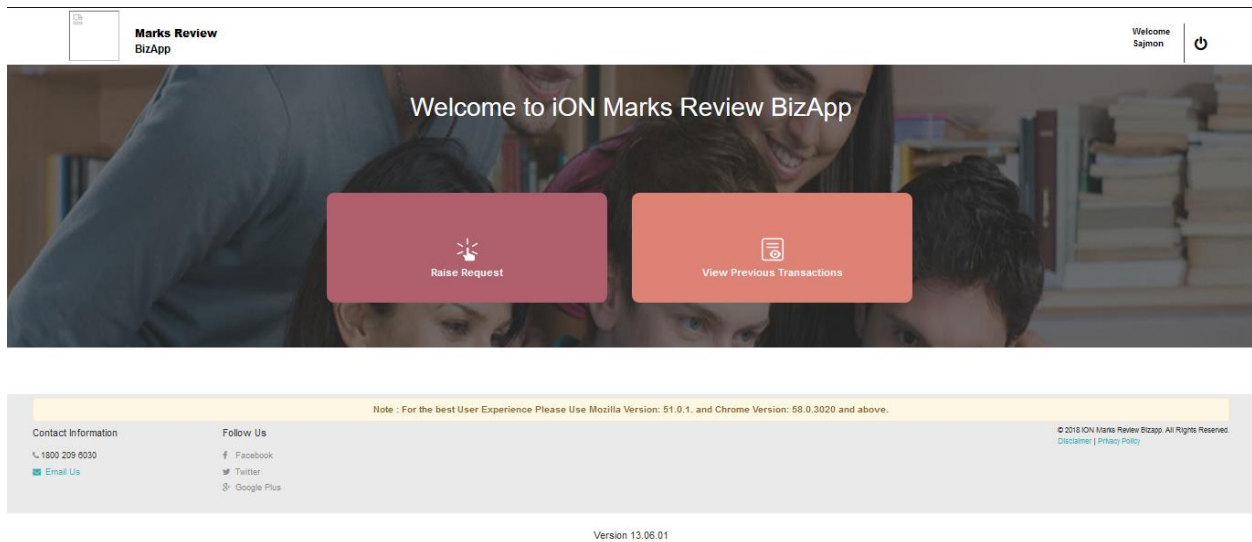 Marks Review
BizApp
Welcome
Sajmon
Welcome to iON Marks Review BizApp
Raise Request
View Previous Transactions
Note : For the best User Experience Please Use Mozilla Version: 51.0.1. and Chrome Version: 58.0.3020 and above.
Contact Information
1800 209 6030
Email Us
Follow Us
Facebook
Twitter
Google Plus
© 2018 iON Marks Review Bizapp. All Rights Reserved.
Disclaimer | Privacy Policy
Version 13.06.01